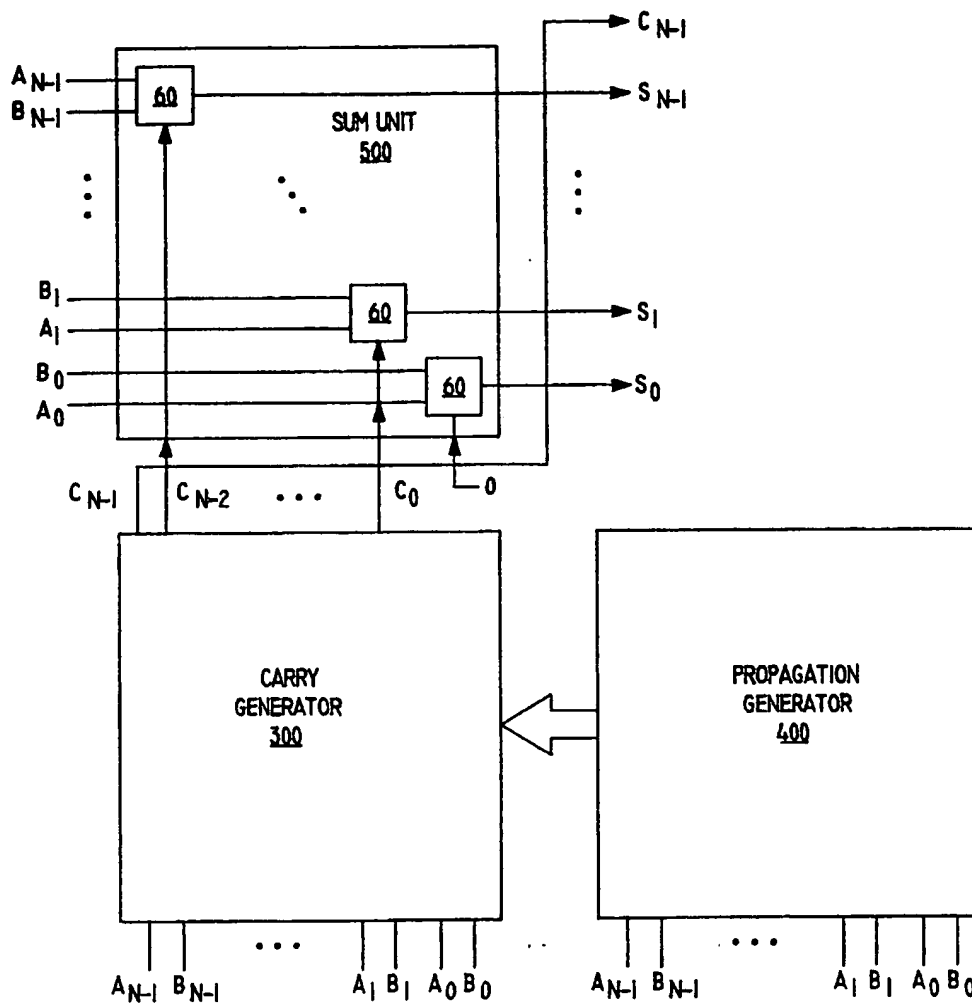 C N-1
A N-1
60
S N-1
B N-1
SUM UNIT
500
B 1
60
S 1
A 1
B 0
60
S 0
A 0
C N-1
C N-2
C 0
0
CARRY
GENERATOR
300
PROPAGATION
GENERATOR
400
A N-1 B N-1 A 1 B 1 A 0 B 0
A N-1 B N-1 A 1 B 1 A 0 B 0